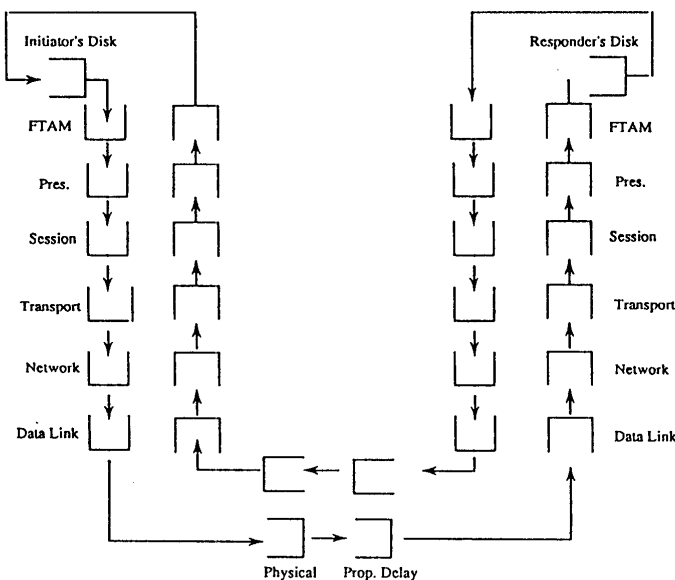 Initiator's Disk
Responder's Disk
FTAM
FTAM
Pres.
Pres.
Session
Session
Transport
Transport
Network
Network
Data Link
Data Link
Physical
Prop. Delay